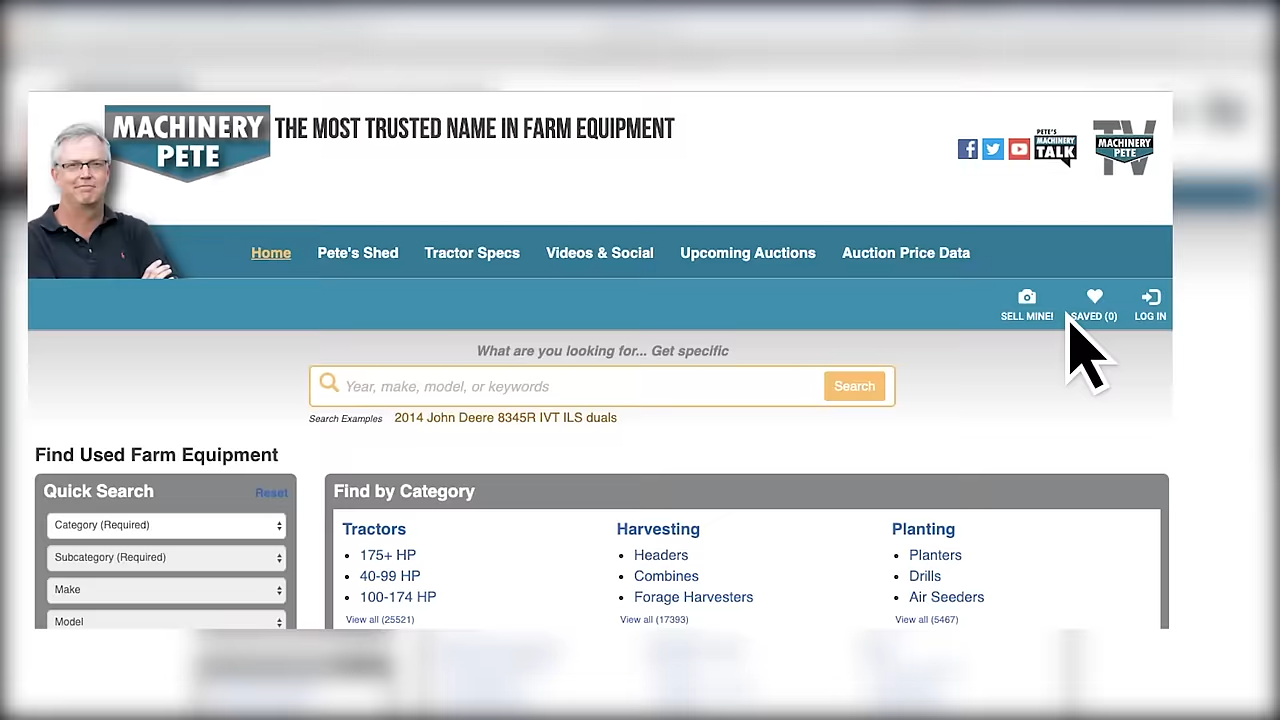 MACHINERY
PETE
THE MOST TRUSTED NAME IN FARM EQUIPMENT
PETE'S
MACHINERY
TALK
TV
MACHINERY
PETE
Home Pete's Shed Tractor Specs Videos & Social Upcoming Auctions Auction Price Data
SELL MINE! SAVED (0) LOG IN
What are you looking for... Get specific
Year, make, model, or keywords Search
Search Examples 2014 John Deere 8345R IVT ILS duals
Find Used Farm Equipment
Quick Search Reset
Category (Required)
Subcategory (Required)
Make
Model
Find by Category
Tractors
175+ HP
40-99 HP
100-174 HP
View all (25521)
Harvesting
Headers
Combines
Forage Harvesters
View all (17393)
Planting
Planters
Drills
Air Seeders
View all (5467)